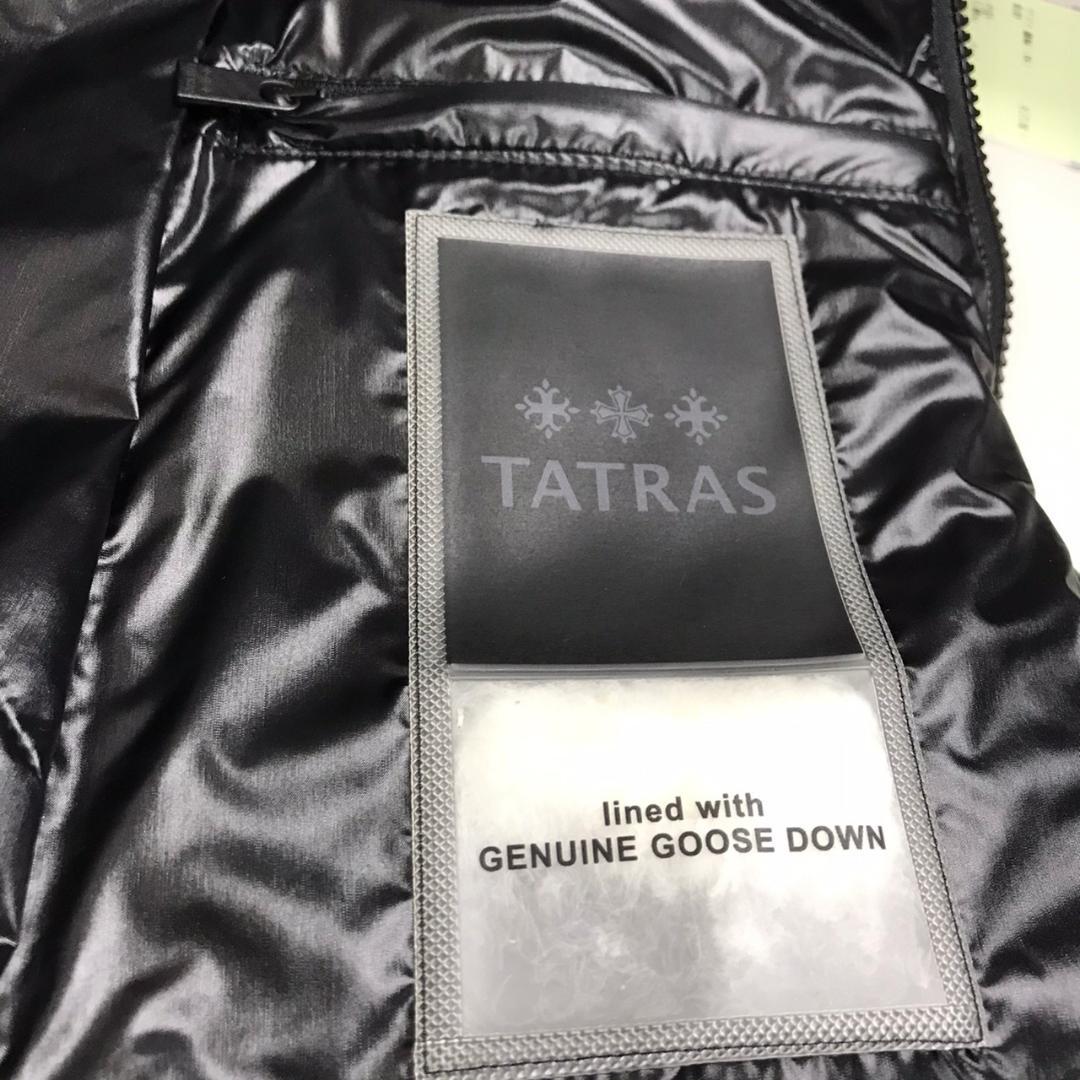 TATRAS
lined with
GENUINE GOOSE DOWN